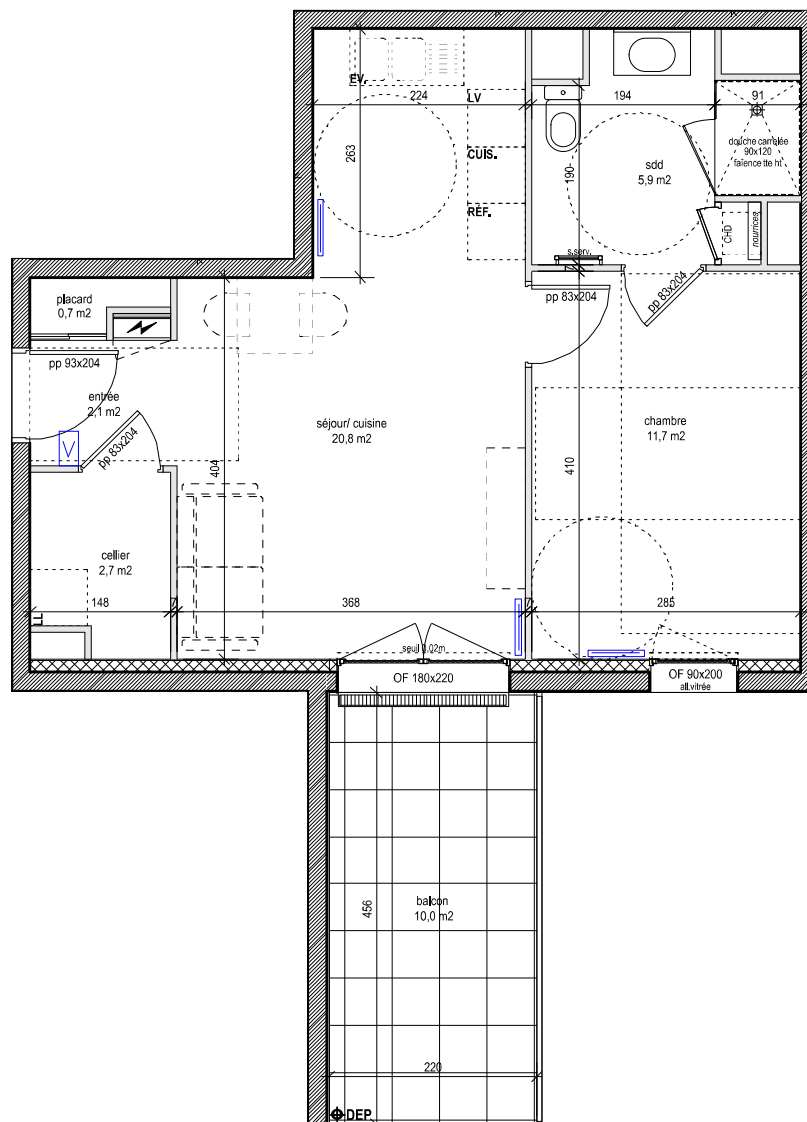 EV.
224
LV
194
91
263
CUIS.
190
sdd
5,9 m2
douche carrelée
90x120
faïence tte ht
RÉF.
CHD
nourrices
s.serv.
placard
0,7 m2
pp 83x204
pp 83x204
pp 93x204
entrée
2,1 m2
pp 83x204
séjour/ cuisine
20,8 m2
chambre
11,7 m2
404
410
cellier
2,7 m2
148
368
285
LL
seuil 0.02m
OF 180x220
OF 90x200
all.vitrée
456
balcon
10,0 m2
220
DEP